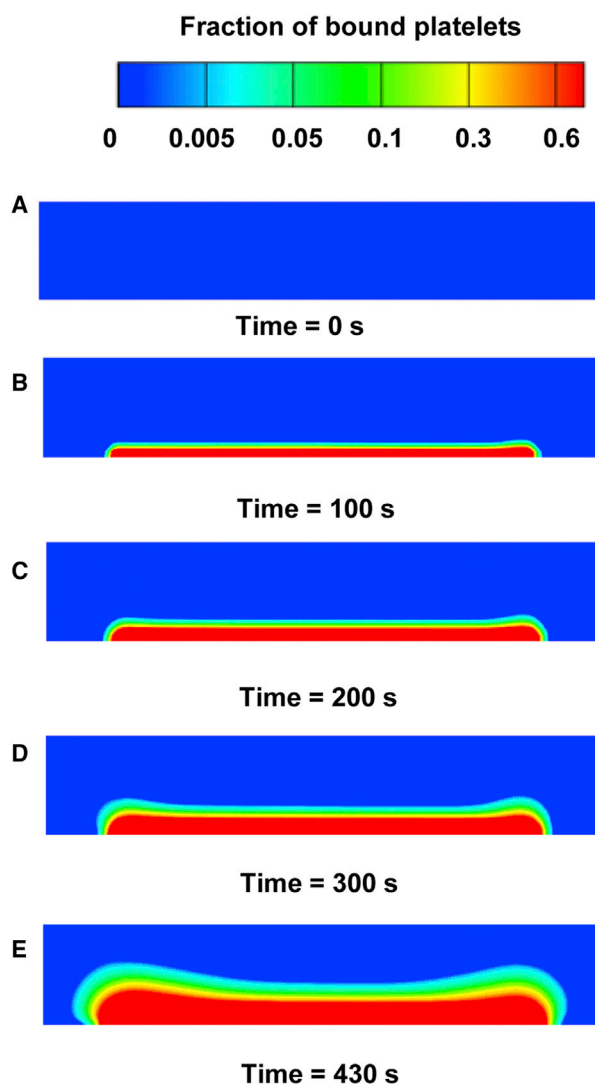 Fraction of bound platelets
0 0.005 0.05 0.1 0.3 0.6
A
Time = 0 s
B
Time = 100 s
C
Time = 200 s
D
Time = 300 s
E
Time = 430 s